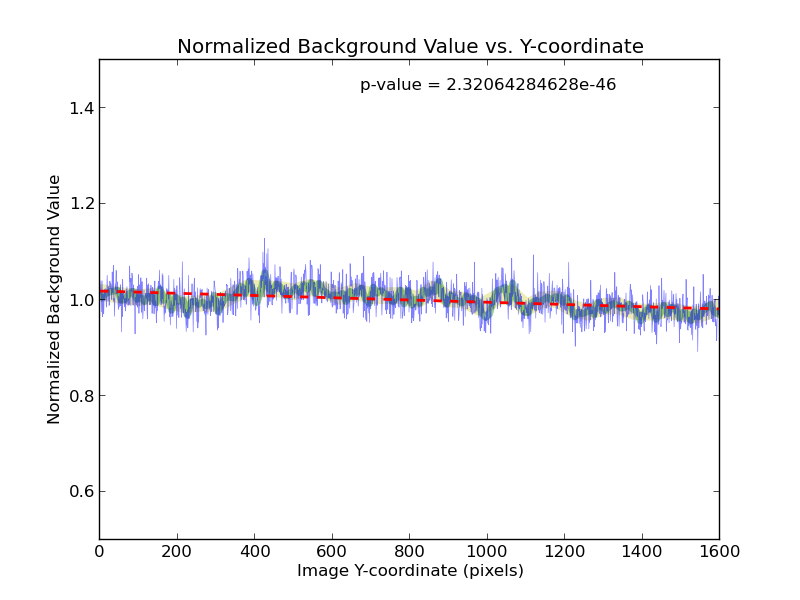 Normalized Background Value vs. Y-coordinate
p-value = 2.32064284628e-46
1.4
1.2
1.0
0.8
0.6
Normalized Background Value
0 200 400 600 800 1000 1200 1400 1600
Image Y-coordinate (pixels)